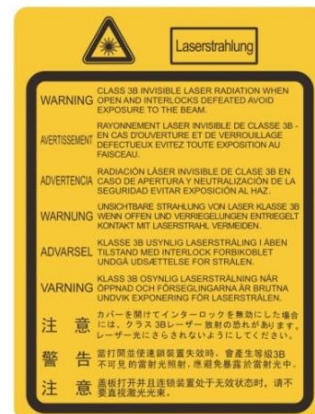 Laserstrahlung
WARNING CLASS 3B INVISIBLE LASER RADIATION WHEN
OPEN AND INTERLOCKS DEFEATED AVOID
EXPOSURE TO THE BEAM.
AVERTISSEMENT RAYONNEMENT LASER INVISIBLE DE CLASSE 3B -
EN CAS D'OUVERTURE ET DE VERROUILLAGE
DEFECTUEUX EVITEZ TOUTE EXPOSITION AU
FAISCEAU.
ADVERTENCIA RADIACIÓN LÁSER INVISIBLE DE CLASE 3B EN
CASO DE APERTURA Y NEUTRALIZACIÓN DE LA
SEGURIDAD EVITAR EXPOSICIÓN AL HAZ.
WARNUNG UNSICHTBARE STRAHLUNG VON LASER KLASSE 3B
WENN OFFEN UND VERRIEGELUNGEN ENTRIEGELT
KONTAKT MIT LASERSTRAHL VERMEIDEN.
ADVARSEL KLASSE 3B USYNLIG LASERSTRÅLING I ÅBEN
TILSTAND MED INTERLOCK FORBIKOBLET
UNDGÅ UDSÆTTELSE FOR STRÅLEN.
VARNING KLASS 3B OSYNLIG LASERSTRALNING NÄR
ÖPPNAD OCH FÖRSEGLINGARNA ÄR BRUTNA
UNDVIK EXPONERING FÖR LASERSTRÅLEN.
注 意 カバーを開けてインターロックを無効にした場合
には、クラス3Bレーザー放射の恐れがあります。
レーザー光にさらされないようにしてください。
警 告 當打開並使連鎖裝置失效時,會產生等級3B
不可見的雷射光照射,應避免暴露於雷射光中。
注 意 盖板打开并且连锁装置处于无效状态时,请不
要直视激光光束。